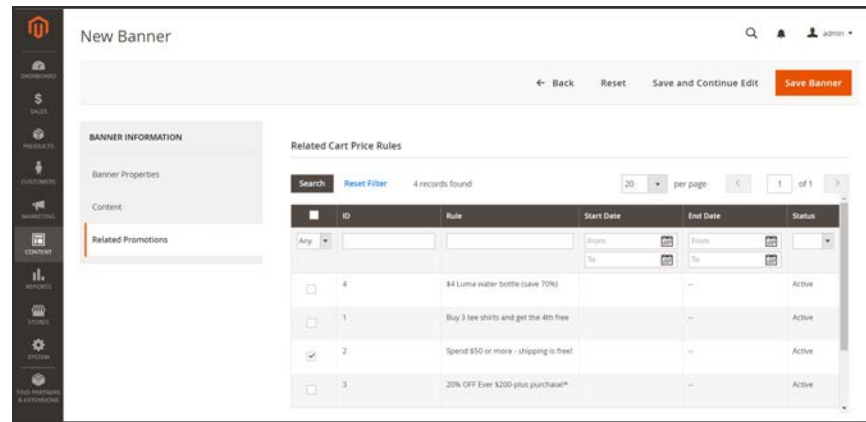 New Banner
admin
DASHBOARD
SALES
PRODUCTS
CUSTOMERS
MARKETING
CONTENT
REPORTS
STORES
SYSTEM
FIND PARTNERS
& EXTENSIONS
← Back Reset Save and Continue Edit Save Banner
BANNER INFORMATION
Banner Properties
Content
Related Promotions
Related Cart Price Rules
Search Reset Filter 4 records found 20 per page 1 of 1
ID Rule Start Date End Date Status
Any From From
To To
4 $4 Luma water bottle (save 70%) -- Active
1 Buy 3 tee shirts and get the 4th free -- Active
2 Spend $50 or more - shipping is free! -- Active
3 20% OFF Ever $200-plus purchase!* -- Active